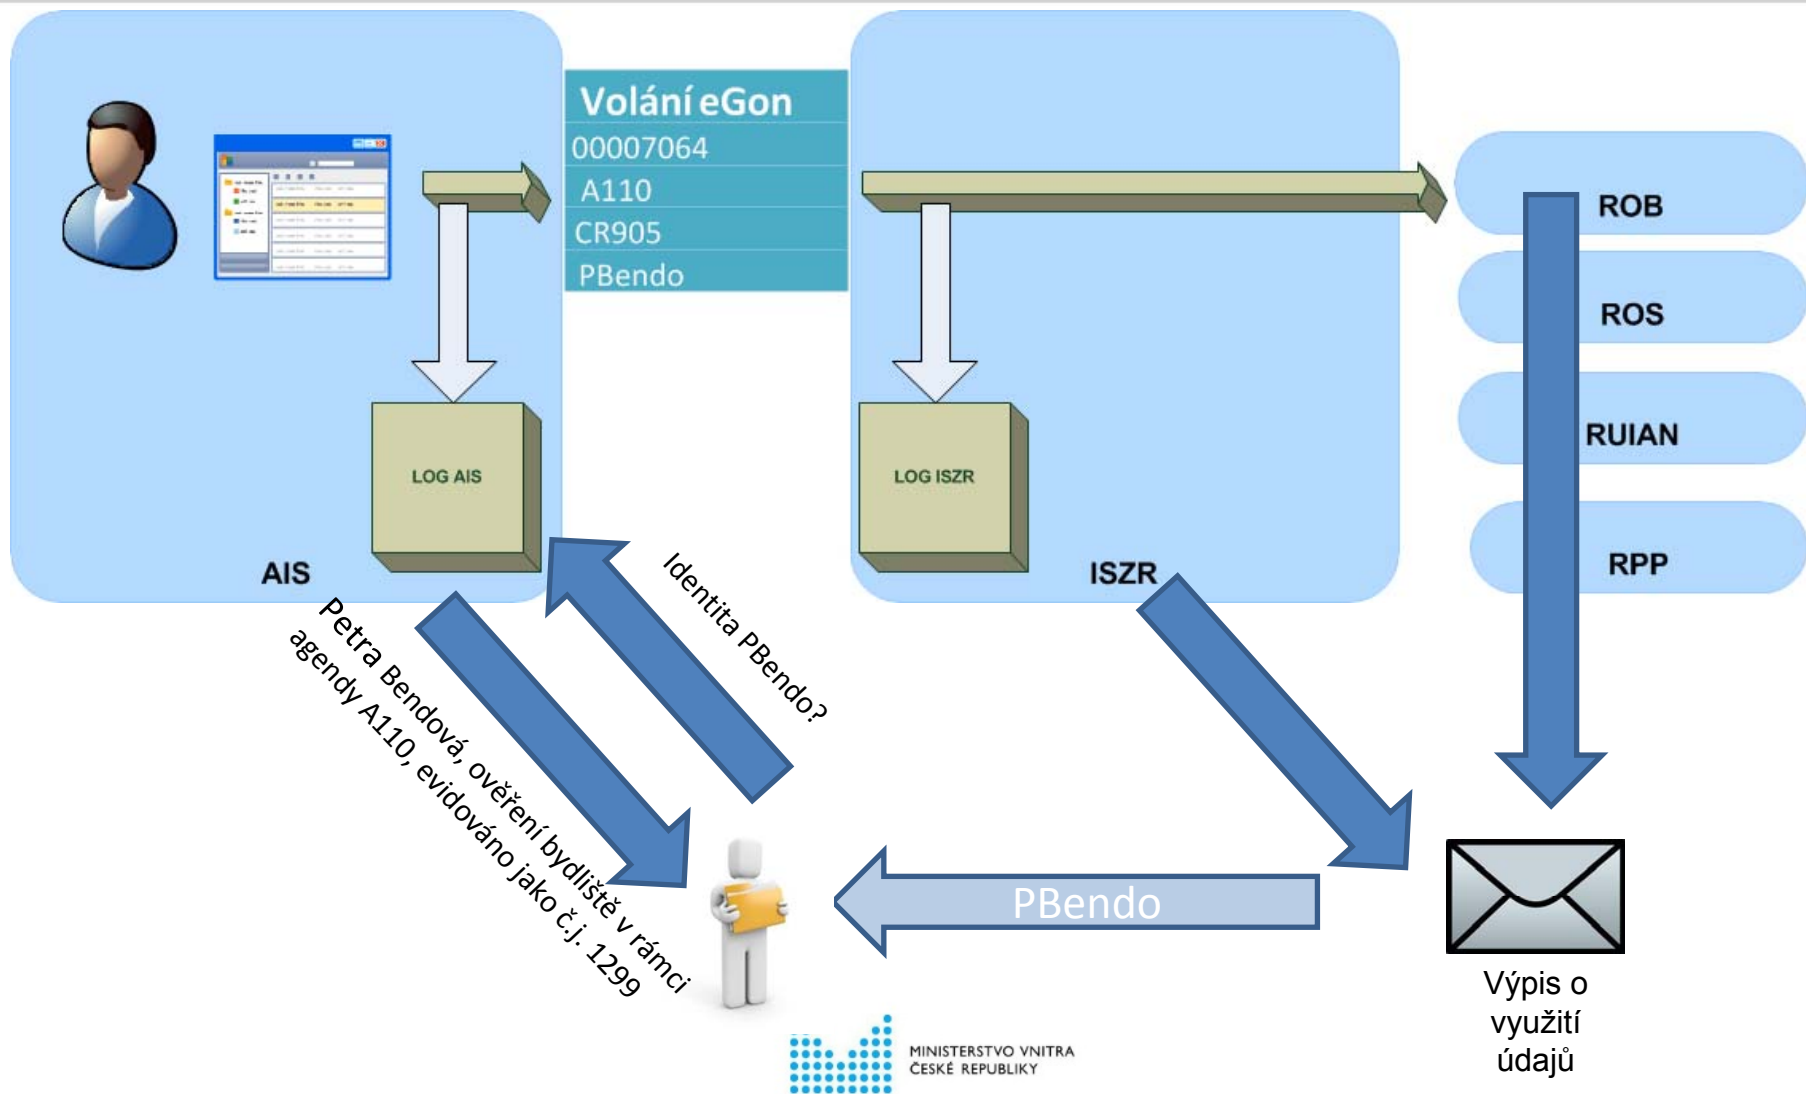 Volání eGon
00007064
A110
CR905
PBendo
ROB
ROS
RUIAN
RPP
LOG AIS
LOG ISZR
AIS
ISZR
Identita PBendo?
Petra Bendová, ověření bydliště v rámci
agendy A110, evidováno jako č.j. 1299
PBendo
Výpis o
využití
údajů
MINISTERSTVO VNITRA
ČESKÉ REPUBLIKY